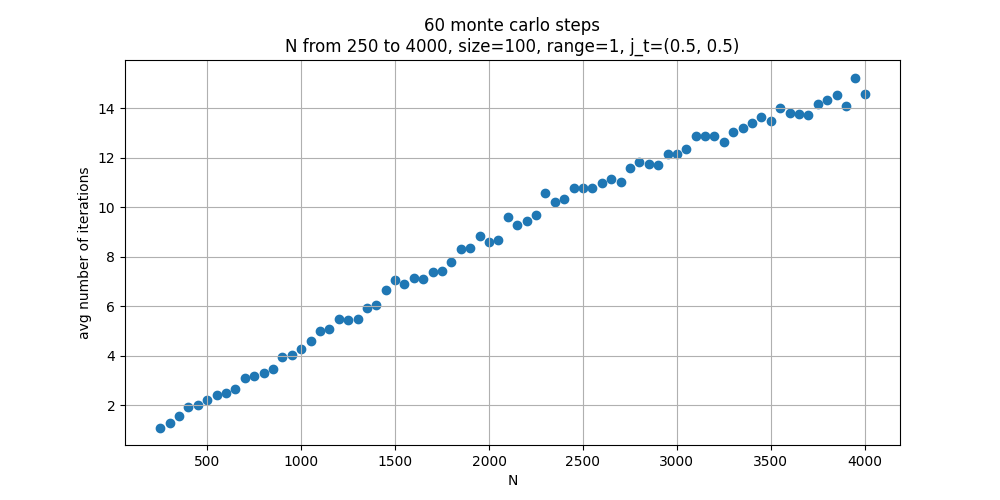 60 monte carlo steps
N from 250 to 4000, size=100, range=1, j_t=(0.5, 0.5)
avg number of iterations
14
12
10
8
6
4
2
500 1000 1500 2000 2500 3000 3500 4000
N